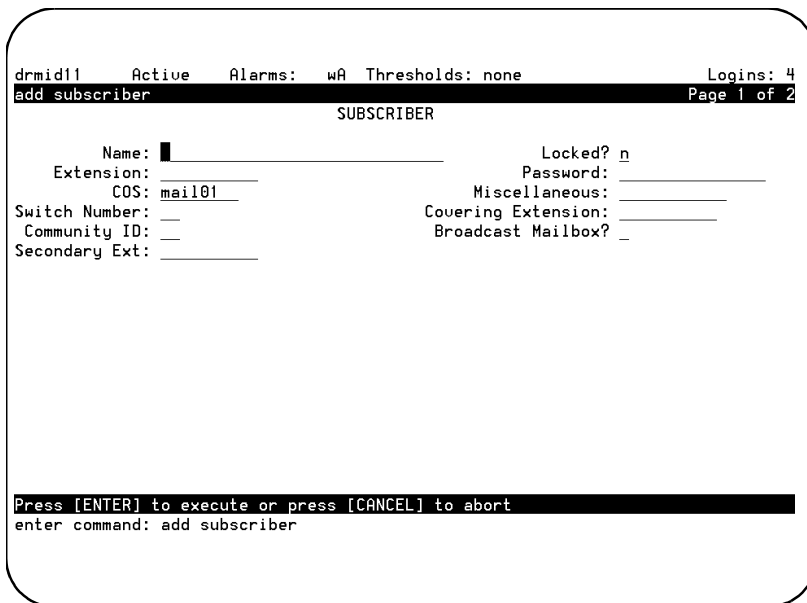 drmid11 Active Alarms: wA Thresholds: none Logins: 4
add subscriber Page 1 of 2
SUBSCRIBER
Name: Locked? n
Extension: Password:
COS: mail01 Miscellaneous:
Switch Number: Covering Extension:
Community ID: Broadcast Mailbox?
Secondary Ext:
Press [ENTER] to execute or press [CANCEL] to abort
enter command: add subscriber